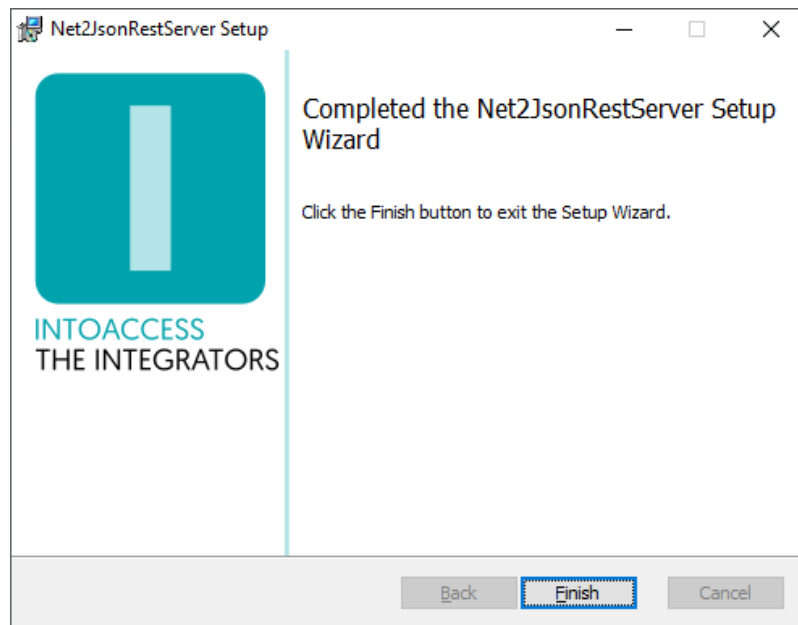 Net2JsonRestServer Setup
Completed the Net2JsonRestServer Setup
Wizard
Click the Finish button to exit the Setup Wizard.
INTOACCESS
THE INTEGRATORS
Back
Finish
Cancel